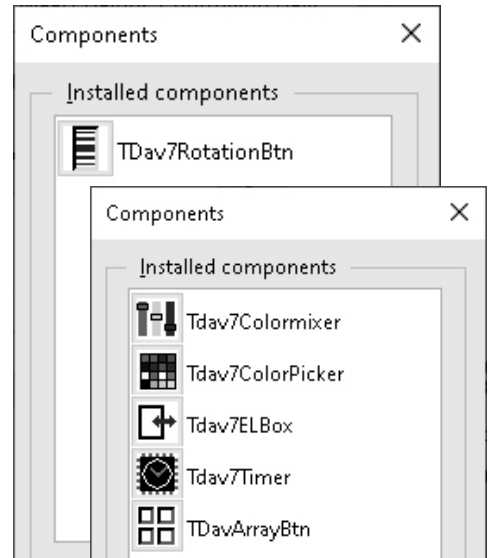 Components
Installed components
TDav7RotationBtn
Components
Installed components
Tdav7Colormixer
Tdav7ColorPicker
Tdav7ELBox
Tdav7Timer
TDavArrayBtn